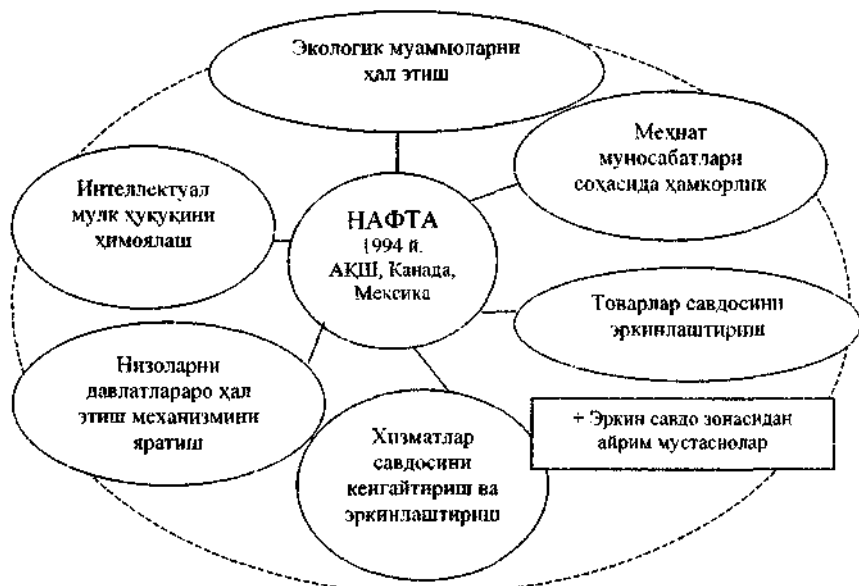 Экологик муаммоларни
ҳал этиш
Меҳнат
муносабатлари
соҳасида ҳамкорлик
Интеллектуал
мулк ҳуқуқини
ҳимоялаш
НАФТА
1994 й.
АҚШ, Канада,
Мексика
Товарлар савдосини
эркинлаштириш
Низоларни
давлатлараро ҳал
этиш механизмини
яратиш
Хизматлар
савдосини
кенгайтириш ва
эркинлаштириш
+ Эркин савдо зонасидан
айрим мустаснолар